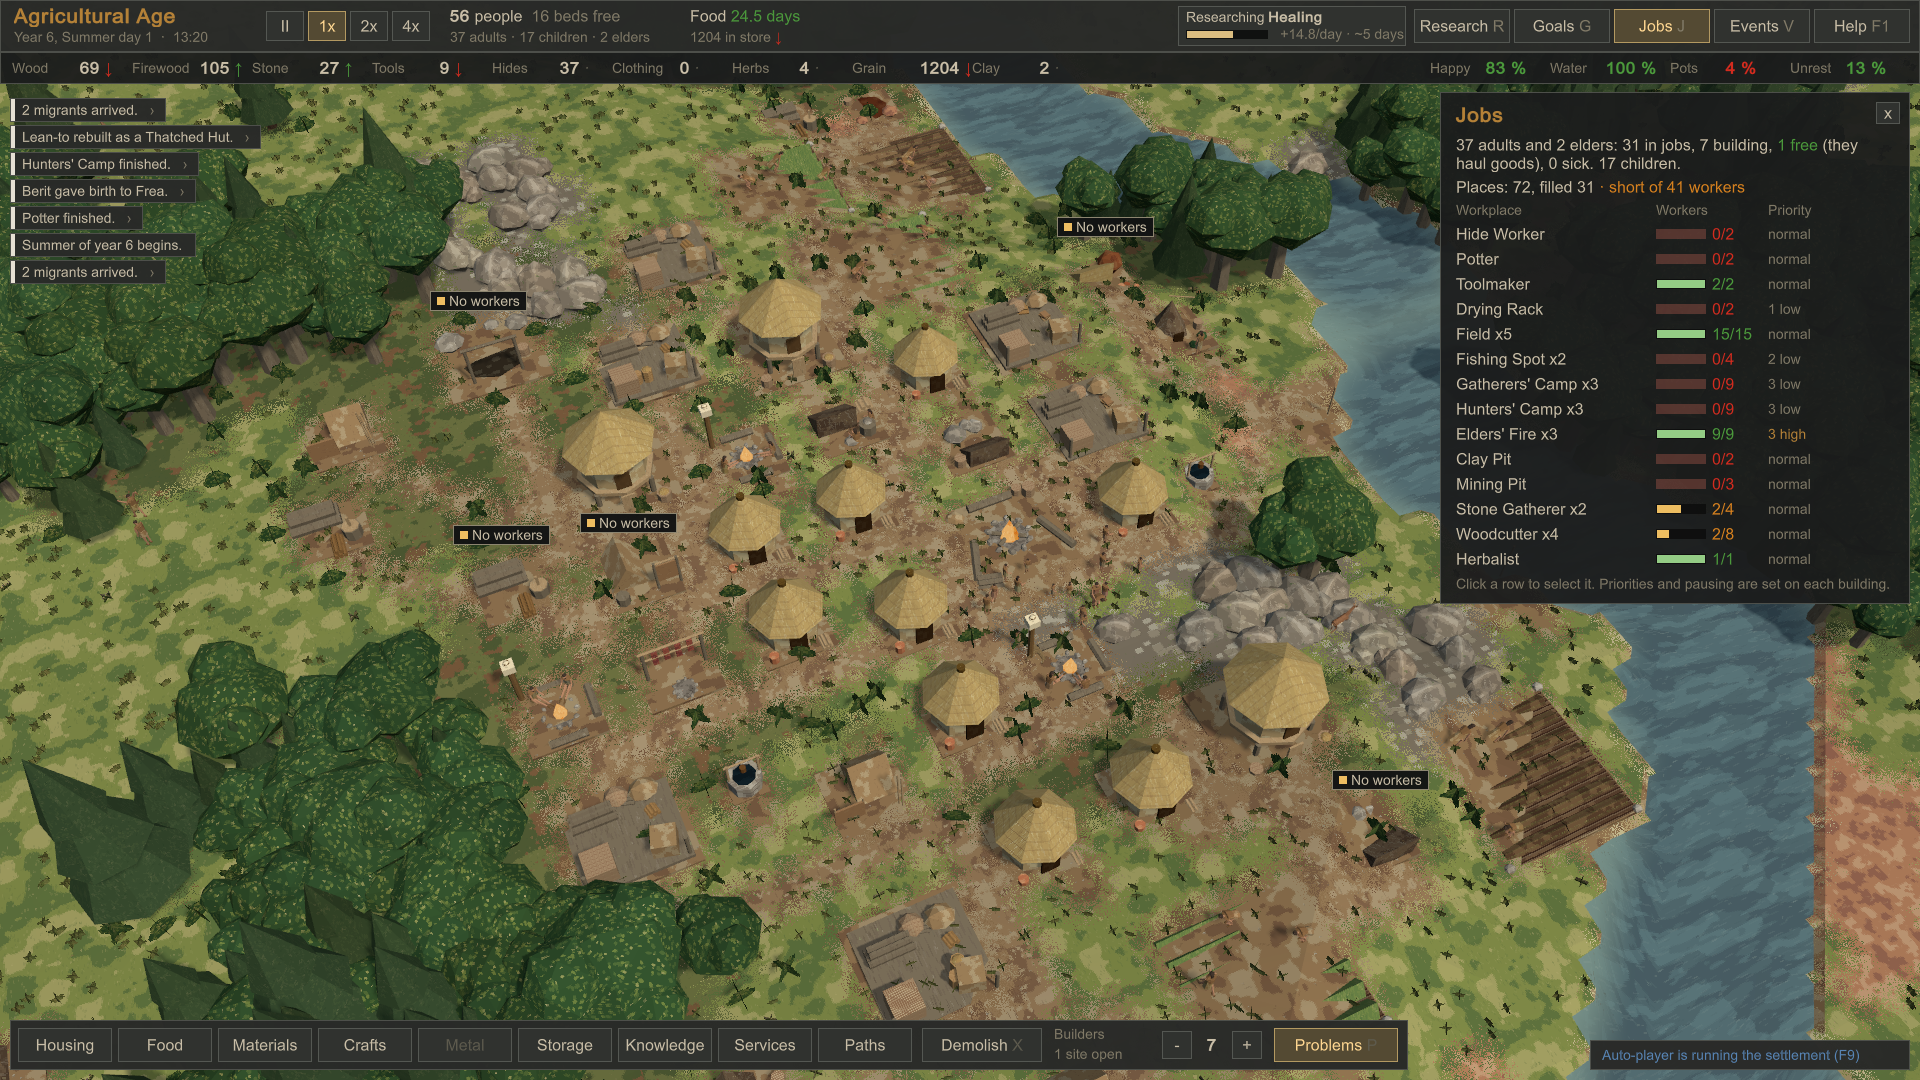 Agricultural Age
Year 6, Summer day 1 · 13:20
II 1x 2x 4x
56 people 16 beds free
37 adults · 17 children · 2 elders
Food 24.5 days
1204 in store ↓
Researching Healing
+14.8/day · ~5 days
Research R
Goals G
Jobs J
Events V
Help F1
Wood 69 ↓ Firewood 105 ↑ Stone 27 ↑ Tools 9 ↓ Hides 37 · Clothing 0 · Herbs 4 · Grain 1204 ↓ Clay 2 ·
Happy 83 % Water 100 % Pots 4 % Unrest 13 %
2 migrants arrived. ›
Lean-to rebuilt as a Thatched Hut. ›
Hunters' Camp finished. ›
Berit gave birth to Frea. ›
Potter finished. ›
Summer of year 6 begins.
2 migrants arrived. ›
No workers
No workers
No workers
No workers
No workers
Jobs x
37 adults and 2 elders: 31 in jobs, 7 building, 1 free (they
haul goods), 0 sick. 17 children.
Places: 72, filled 31 · short of 41 workers
Workplace Workers Priority
Hide Worker 0/2 normal
Potter 0/2 normal
Toolmaker 2/2 normal
Drying Rack 0/2 1 low
Field x5 15/15 normal
Fishing Spot x2 0/4 2 low
Gatherers' Camp x3 0/9 3 low
Hunters' Camp x3 0/9 3 low
Elders' Fire x3 9/9 3 high
Clay Pit 0/2 normal
Mining Pit 0/3 normal
Stone Gatherer x2 2/4 normal
Woodcutter x4 2/8 normal
Herbalist 1/1 normal
Click a row to select it. Priorities and pausing are set on each building.
Housing Food Materials Crafts Metal Storage Knowledge Services Paths Demolish X
Builders
1 site open
- 7 +
Problems P
Auto-player is running the settlement (F9)